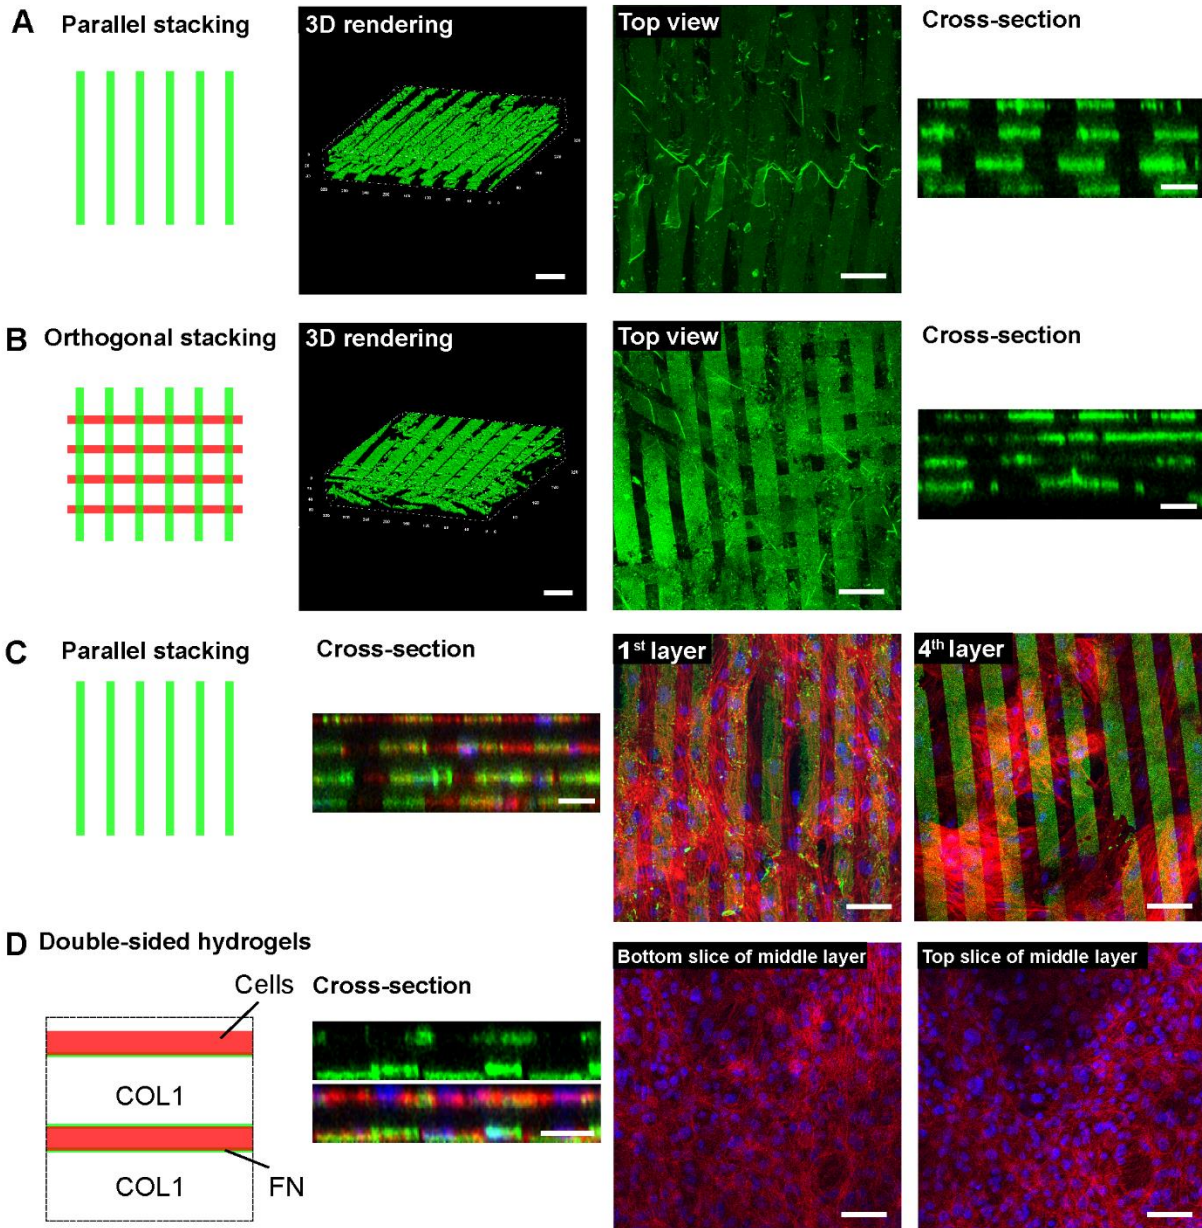 A Parallel stacking
3D rendering
Top view
Cross-section
B Orthogonal stacking
3D rendering
Top view
Cross-section
C Parallel stacking
Cross-section
1st layer
4th layer
D Double-sided hydrogels
Cells
Cross-section
Bottom slice of middle layer
Top slice of middle layer
COL1
COL1
FN